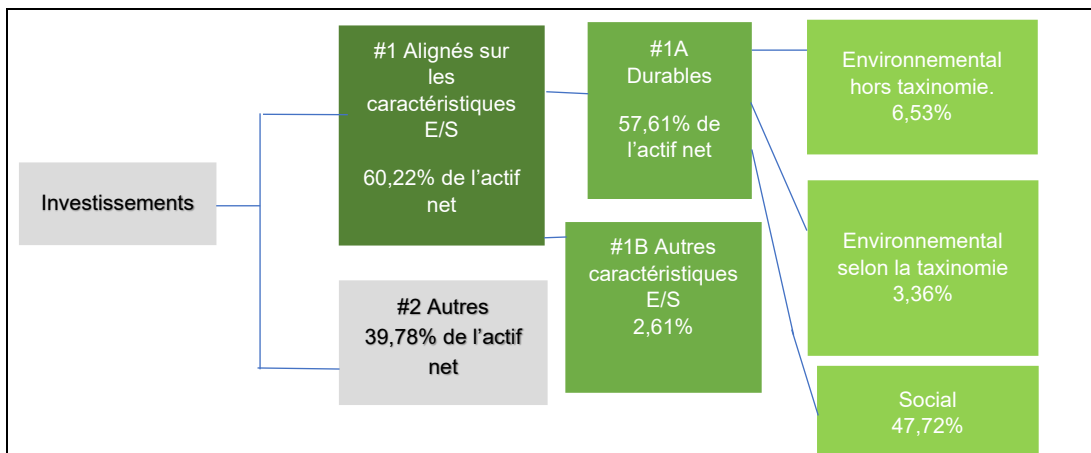 Investissements
#1 Alignés sur
les
caractéristiques
E/S
60,22% de l'actif
net
#2 Autres
39,78% de l'actif
net
#1A
Durables
57,61% de
l'actif net
#1B Autres
caractéristiques
E/S
2,61%
Environnemental
hors taxinomie.
6,53%
Environnemental
selon la taxinomie
3,36%
Social
47,72%